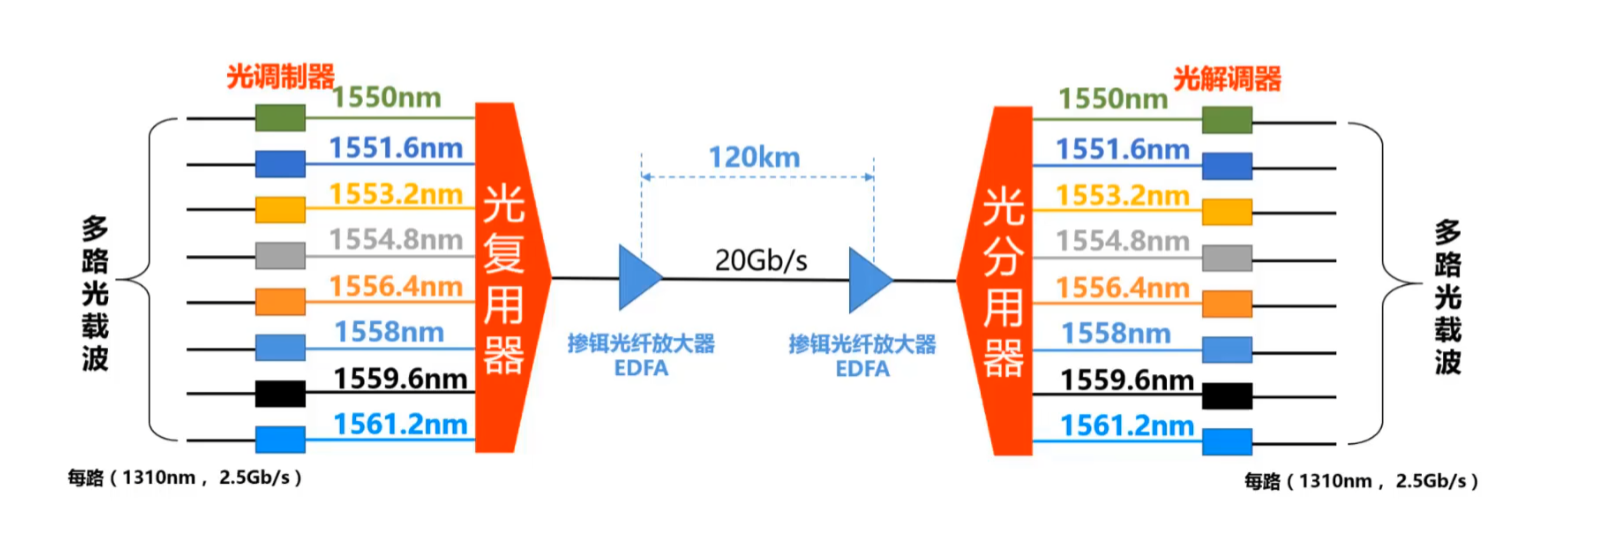 光调制器
1550nm
1551.6nm
1553.2nm
1554.8nm
1556.4nm
1558nm
1559.6nm
1561.2nm
多路光载波
每路（1310nm ，2.5Gb/s）
光复用器
120km
20Gb/s
掺铒光纤放大器
EDFA
掺铒光纤放大器
EDFA
光分用器
光解调器
1550nm
1551.6nm
1553.2nm
1554.8nm
1556.4nm
1558nm
1559.6nm
1561.2nm
多路光载波
每路（1310nm ，2.5Gb/s）